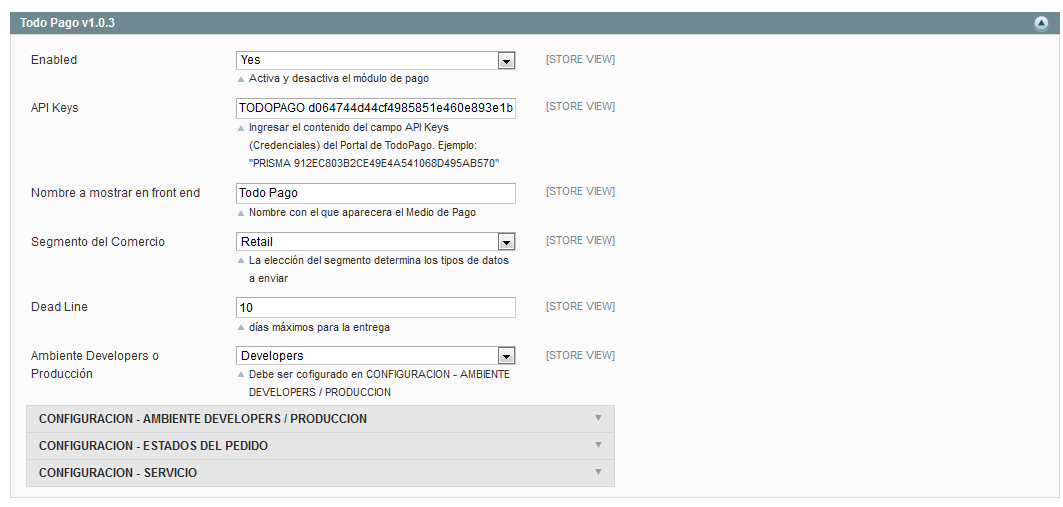 Todo Pago v1.0.3
Enabled
Yes
[STORE VIEW]
Activa y desactiva el módulo de pago
API Keys
TODOPAGO d064744d44cf4985851e460e893e1b
[STORE VIEW]
Ingresar el contenido del campo API Keys
(Credenciales) del Portal de TodoPago. Ejemplo:
"PRISMA 912EC803B2CE49E4A541068D495AB570"
Nombre a mostrar en front end
Todo Pago
[STORE VIEW]
Nombre con el que aparecera el Medio de Pago
Segmento del Comercio
Retail
[STORE VIEW]
La elección del segmento determina los tipos de datos
a enviar
Dead Line
10
[STORE VIEW]
días máximos para la entrega
Ambiente Developers o
Producción
Developers
[STORE VIEW]
Debe ser cofigurado en CONFIGURACION - AMBIENTE
DEVELOPERS / PRODUCCION
CONFIGURACION - AMBIENTE DEVELOPERS / PRODUCCION
CONFIGURACION - ESTADOS DEL PEDIDO
CONFIGURACION - SERVICIO